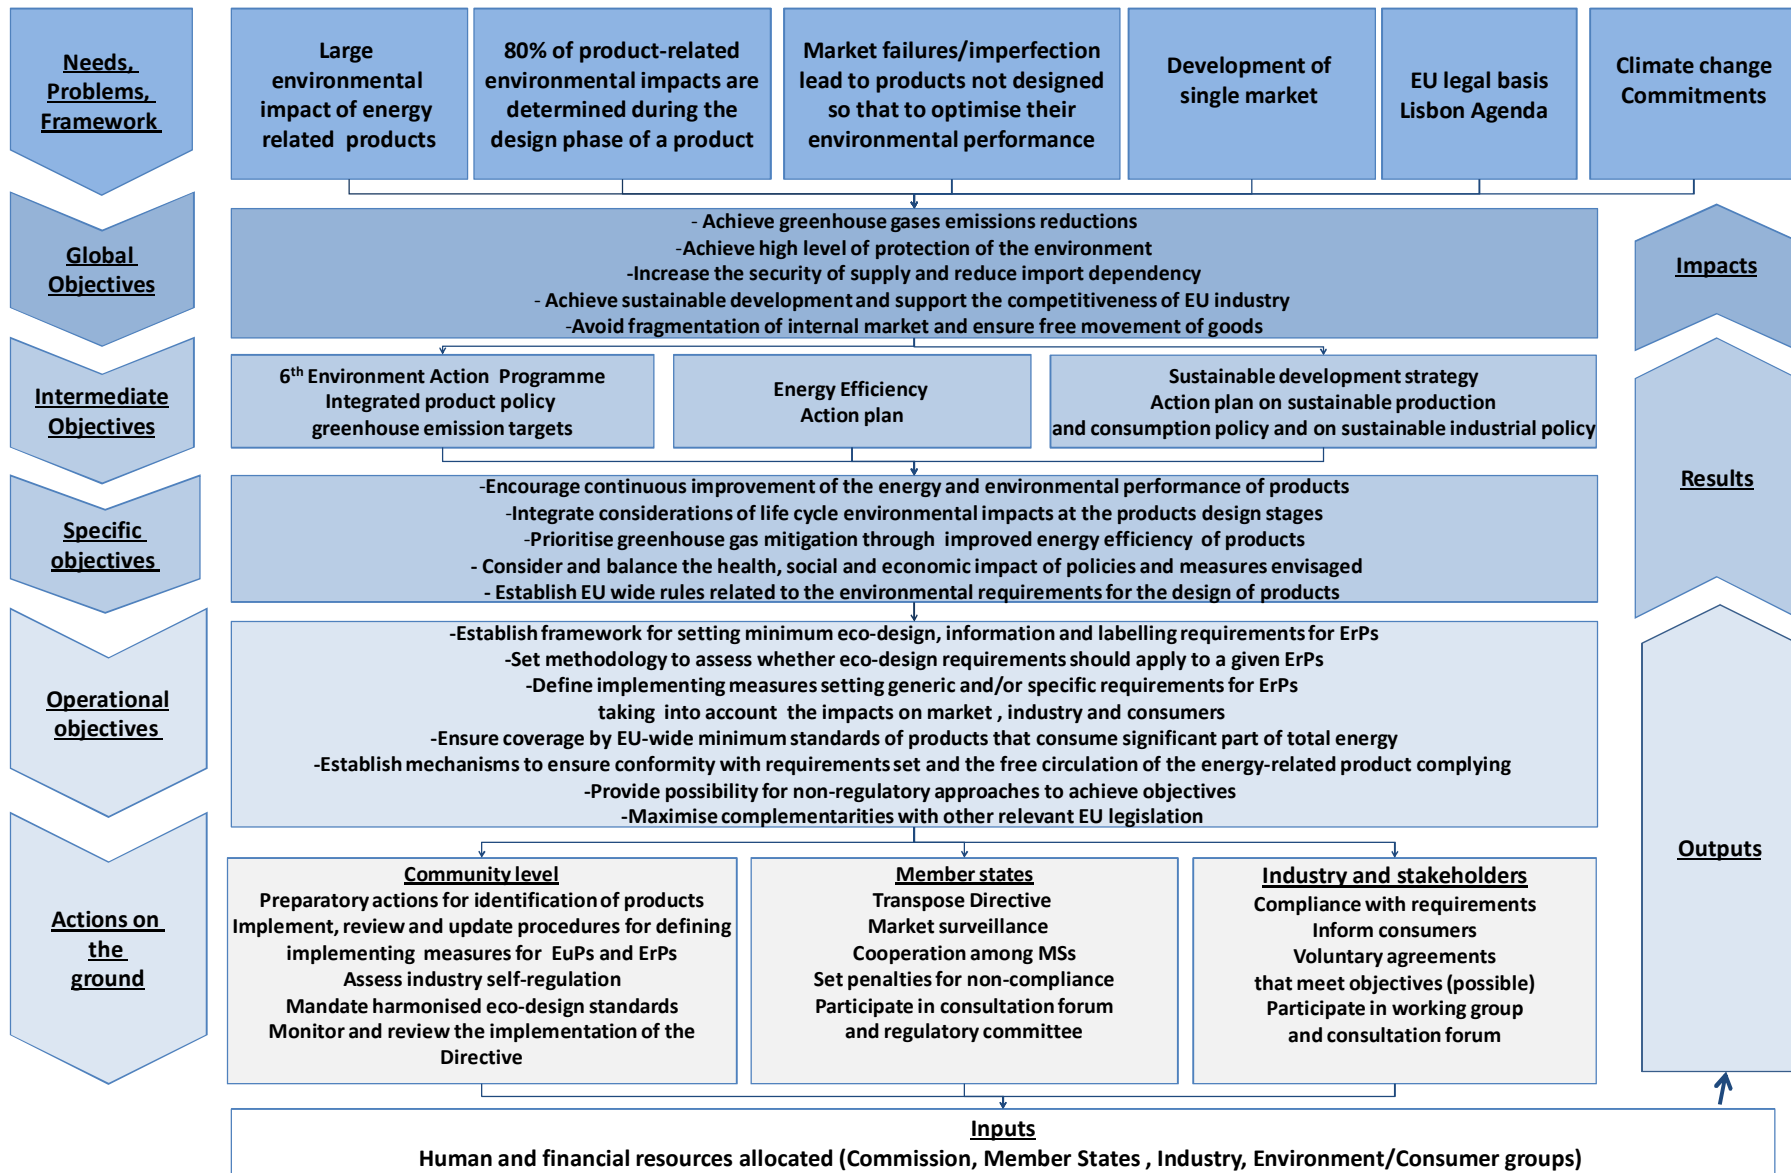 Needs,
Problems,
Framework
Large
environmental
impact of energy
related products
80% of product-related
environmental impacts are
determined during the
design phase of a product
Market failures/imperfection
lead to products not designed
so that to optimise their
environmental performance
Development of
single market
EU legal basis
Lisbon Agenda
Climate change
Commitments
Global
Objectives
- Achieve greenhouse gases emissions reductions
-Achieve high level of protection of the environment
-Increase the security of supply and reduce import dependency
- Achieve sustainable development and support the competitiveness of EU industry
-Avoid fragmentation of internal market and ensure free movement of goods
Impacts
Intermediate
Objectives
6th Environment Action Programme
Integrated product policy
greenhouse emission targets
Energy Efficiency
Action plan
Sustainable development strategy
Action plan on sustainable production
and consumption policy and on sustainable industrial policy
Results
Specific
objectives
-Encourage continuous improvement of the energy and environmental performance of products
-Integrate considerations of life cycle environmental impacts at the products design stages
-Prioritise greenhouse gas mitigation through improved energy efficiency of products
- Consider and balance the health, social and economic impact of policies and measures envisaged
- Establish EU wide rules related to the environmental requirements for the design of products
Operational
objectives
-Establish framework for setting minimum eco-design, information and labelling requirements for ErPs
-Set methodology to assess whether eco-design requirements should apply to a given ErPs
-Define implementing measures setting generic and/or specific requirements for ErPs
taking into account the impacts on market , industry and consumers
-Ensure coverage by EU-wide minimum standards of products that consume significant part of total energy
-Establish mechanisms to ensure conformity with requirements set and the free circulation of the energy-related product complying
-Provide possibility for non-regulatory approaches to achieve objectives
-Maximise complementarities with other relevant EU legislation
Outputs
Actions on
the
ground
Community level
Preparatory actions for identification of products
Implement, review and update procedures for defining
implementing measures for EuPs and ErPs
Assess industry self-regulation
Mandate harmonised eco-design standards
Monitor and review the implementation of the
Directive
Member states
Transpose Directive
Market surveillance
Cooperation among MSs
Set penalties for non-compliance
Participate in consultation forum
and regulatory committee
Industry and stakeholders
Compliance with requirements
Inform consumers
Voluntary agreements
that meet objectives (possible)
Participate in working group
and consultation forum
Inputs
Human and financial resources allocated (Commission, Member States , Industry, Environment/Consumer groups)